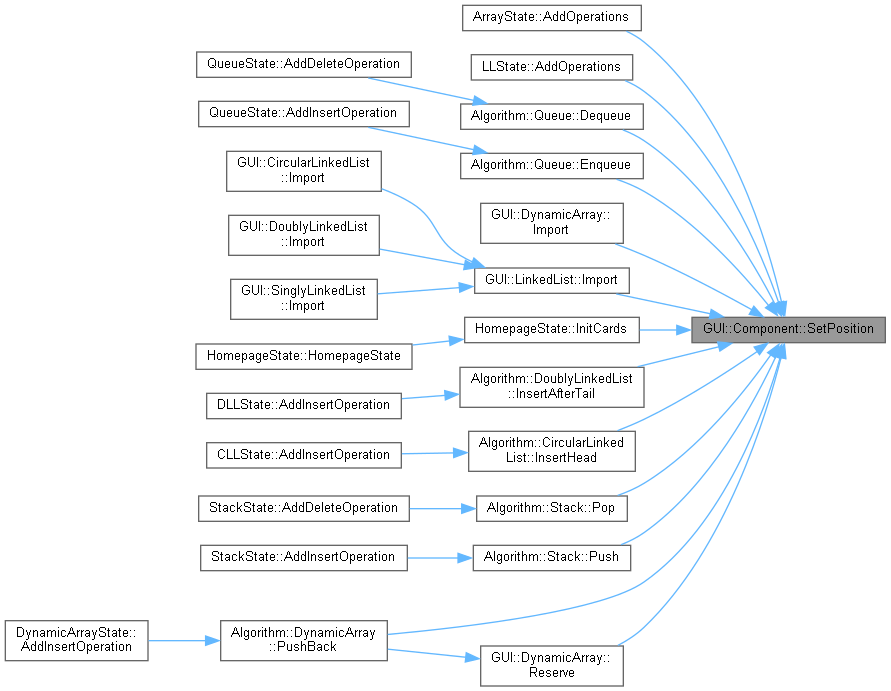 ArrayState::AddOperations
QueueState::AddDeleteOperation
LLState::AddOperations
QueueState::AddInsertOperation
Algorithm::Queue::Dequeue
GUI::CircularLinkedList
::Import
Algorithm::Queue::Enqueue
GUI::DoublyLinkedList
::Import
GUI::DynamicArray::
Import
GUI::SinglyLinkedList
::Import
GUI::LinkedList::Import
GUI::Component::SetPosition
HomepageState::InitCards
HomepageState::HomepageState
Algorithm::DoublyLinkedList
::InsertAfterTail
DLLState::AddInsertOperation
Algorithm::CircularLinked
List::InsertHead
CLLState::AddInsertOperation
StackState::AddDeleteOperation
Algorithm::Stack::Pop
StackState::AddInsertOperation
Algorithm::Stack::Push
DynamicArrayState::
AddInsertOperation
Algorithm::DynamicArray
::PushBack
GUI::DynamicArray::
Reserve